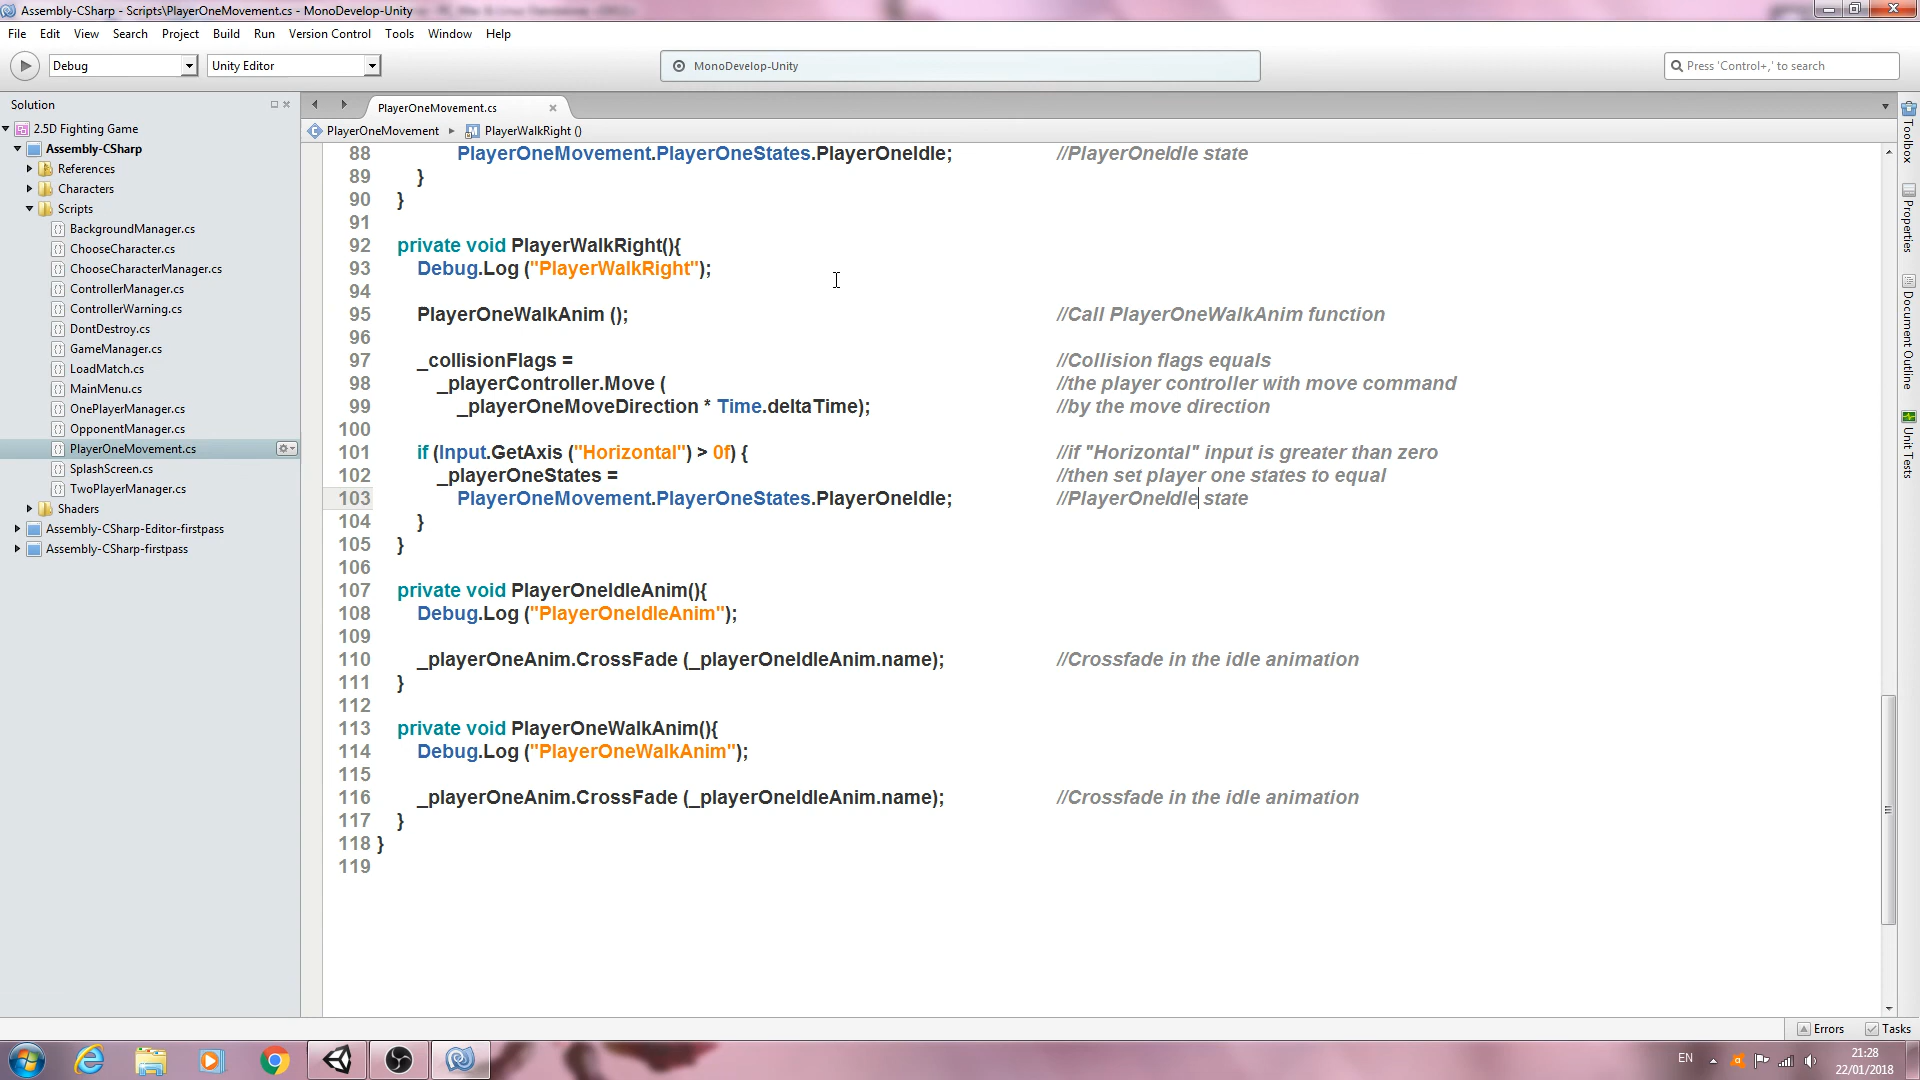 Assembly-CSharp - Scripts\PlayerOneMovement.cs - MonoDevelop-Unity
File Edit View Search Project Build Run Version Control Tools Window Help
Debug Unity Editor MonoDevelop-Unity Press 'Control+,' to search
Solution
PlayerOneMovement.cs
PlayerOneMovement PlayerWalkRight ()
2.5D Fighting Game
Assembly-CSharp
References
Characters
Scripts
BackgroundManager.cs
ChooseCharacter.cs
ChooseCharacterManager.cs
ControllerManager.cs
ControllerWarning.cs
DontDestroy.cs
GameManager.cs
LoadMatch.cs
MainMenu.cs
OnePlayerManager.cs
OpponentManager.cs
PlayerOneMovement.cs
SplashScreen.cs
TwoPlayerManager.cs
Shaders
Assembly-CSharp-Editor-firstpass
Assembly-CSharp-firstpass
88 PlayerOneMovement.PlayerOneStates.PlayerOneIdle; //PlayerOneIdle state
89 }
90 }
91
92 private void PlayerWalkRight(){
93 Debug.Log ("PlayerWalkRight");
94
95 PlayerOneWalkAnim (); //Call PlayerOneWalkAnim function
96
97 _collisionFlags = //Collision flags equals
98 _playerController.Move ( //the player controller with move command
99 _playerOneMoveDirection * Time.deltaTime); //by the move direction
100
101 if (Input.GetAxis ("Horizontal") > 0f) { //if "Horizontal" input is greater than zero
102 _playerOneStates = //then set player one states to equal
103 PlayerOneMovement.PlayerOneStates.PlayerOneIdle; //PlayerOneIdle state
104 }
105 }
106
107 private void PlayerOneIdleAnim(){
108 Debug.Log ("PlayerOneIdleAnim");
109
110 _playerOneAnim.CrossFade (_playerOneIdleAnim.name); //Crossfade in the idle animation
111 }
112
113 private void PlayerOneWalkAnim(){
114 Debug.Log ("PlayerOneWalkAnim");
115
116 _playerOneAnim.CrossFade (_playerOneIdleAnim.name); //Crossfade in the idle animation
117 }
118 }
119
Toolbox
Properties
Document Outline
Unit Tests
Errors Tasks
EN
21:28
22/01/2018